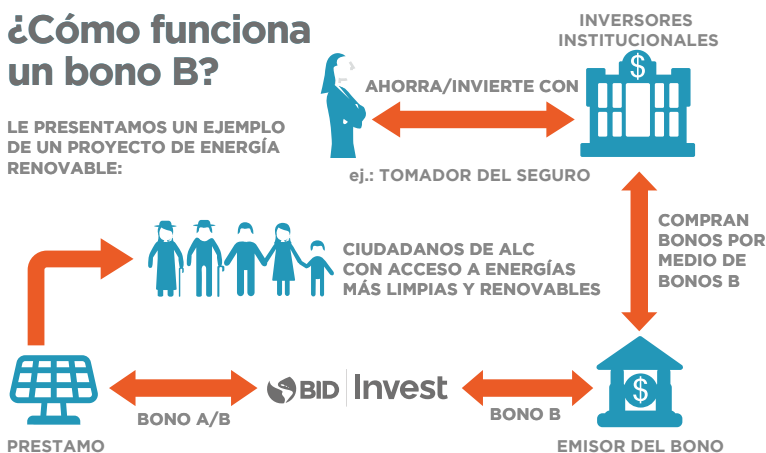 ¿Cómo funciona
un bono B?
LE PRESENTAMOS UN EJEMPLO
DE UN PROYECTO DE ENERGÍA
RENOVABLE:
INVERSORES
INSTITUCIONALES
$
AHORRA/INVIERTE CON
ej.: TOMADOR DEL SEGURO
COMPRAN
BONOS POR
MEDIO DE
BONOS B
CIUDADANOS DE ALC
CON ACCESO A ENERGÍAS
MÁS LIMPIAS Y RENOVABLES
BID Invest
$
BONO A/B
BONO B
PRESTAMO
EMISOR DEL BONO